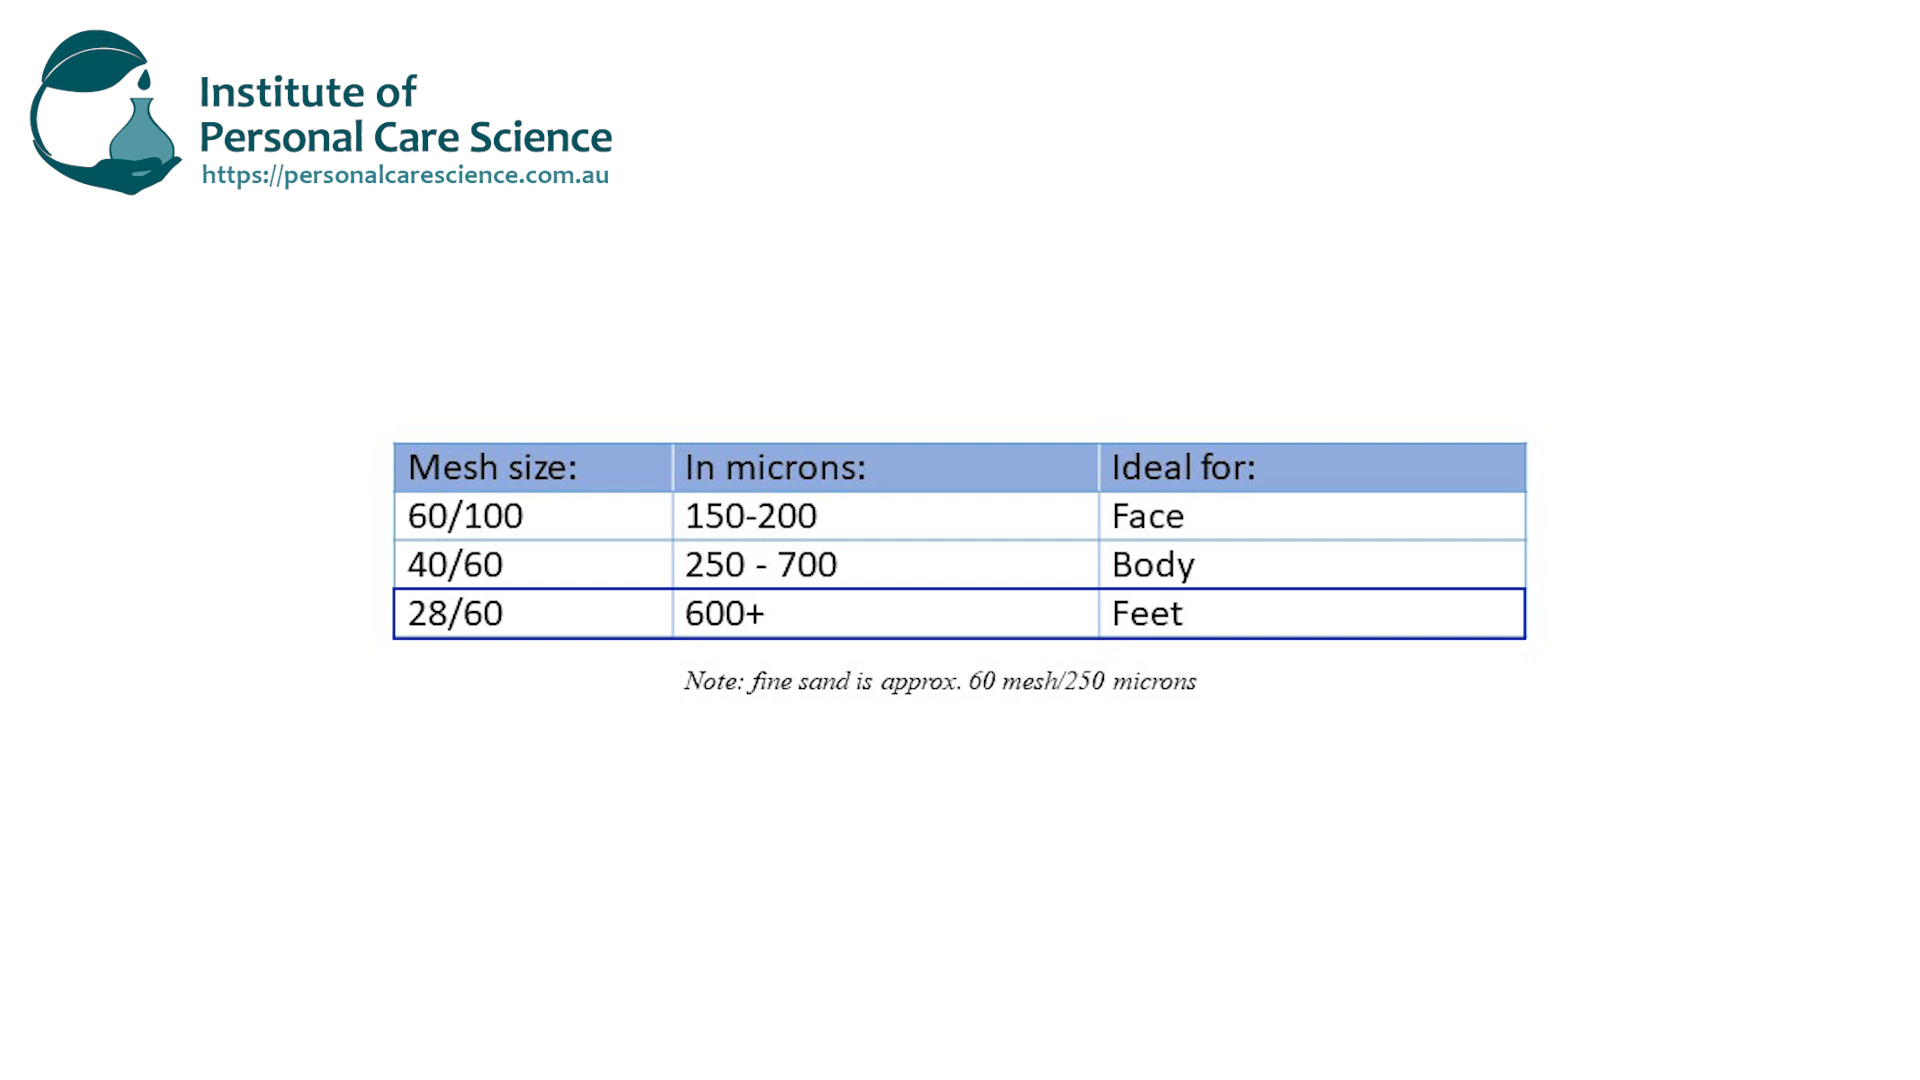 Institute of
Personal Care Science
https://personalcarescience.com.au
Mesh size: In microns: Ideal for:
60/100 150-200 Face
40/60 250 - 700 Body
28/60 600+ Feet
Note: fine sand is approx. 60 mesh/250 microns